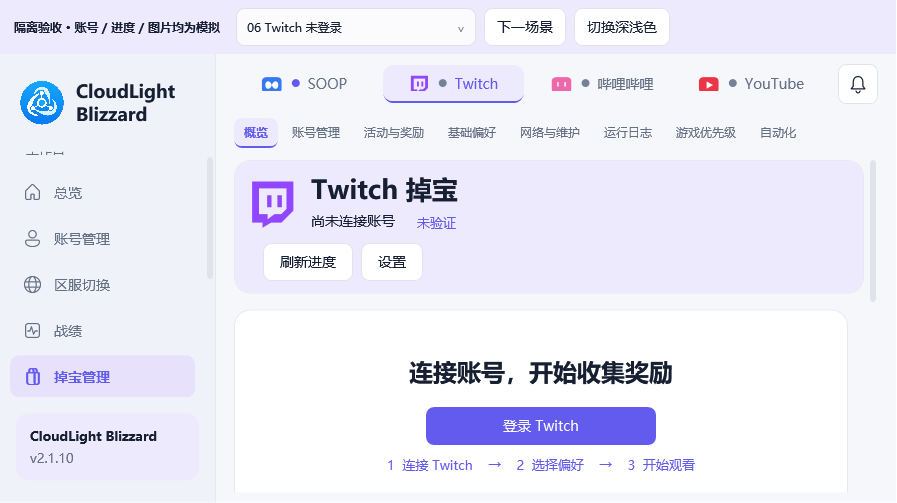 隔离验收・账号 / 进度 / 图片均为模拟
06 Twitch 未登录
下一场景
切换深浅色
CloudLight
Blizzard
SOOP
Twitch
哔哩哔哩
YouTube
概览
账号管理
活动与奖励
基础偏好
网络与维护
运行日志
游戏优先级
自动化
总览
账号管理
区服切换
战绩
掉宝管理
CloudLight Blizzard
v2.1.10
Twitch 掉宝
尚未连接账号
未验证
刷新进度
设置
连接账号，开始收集奖励
登录 Twitch
1 连接 Twitch → 2 选择偏好 → 3 开始观看